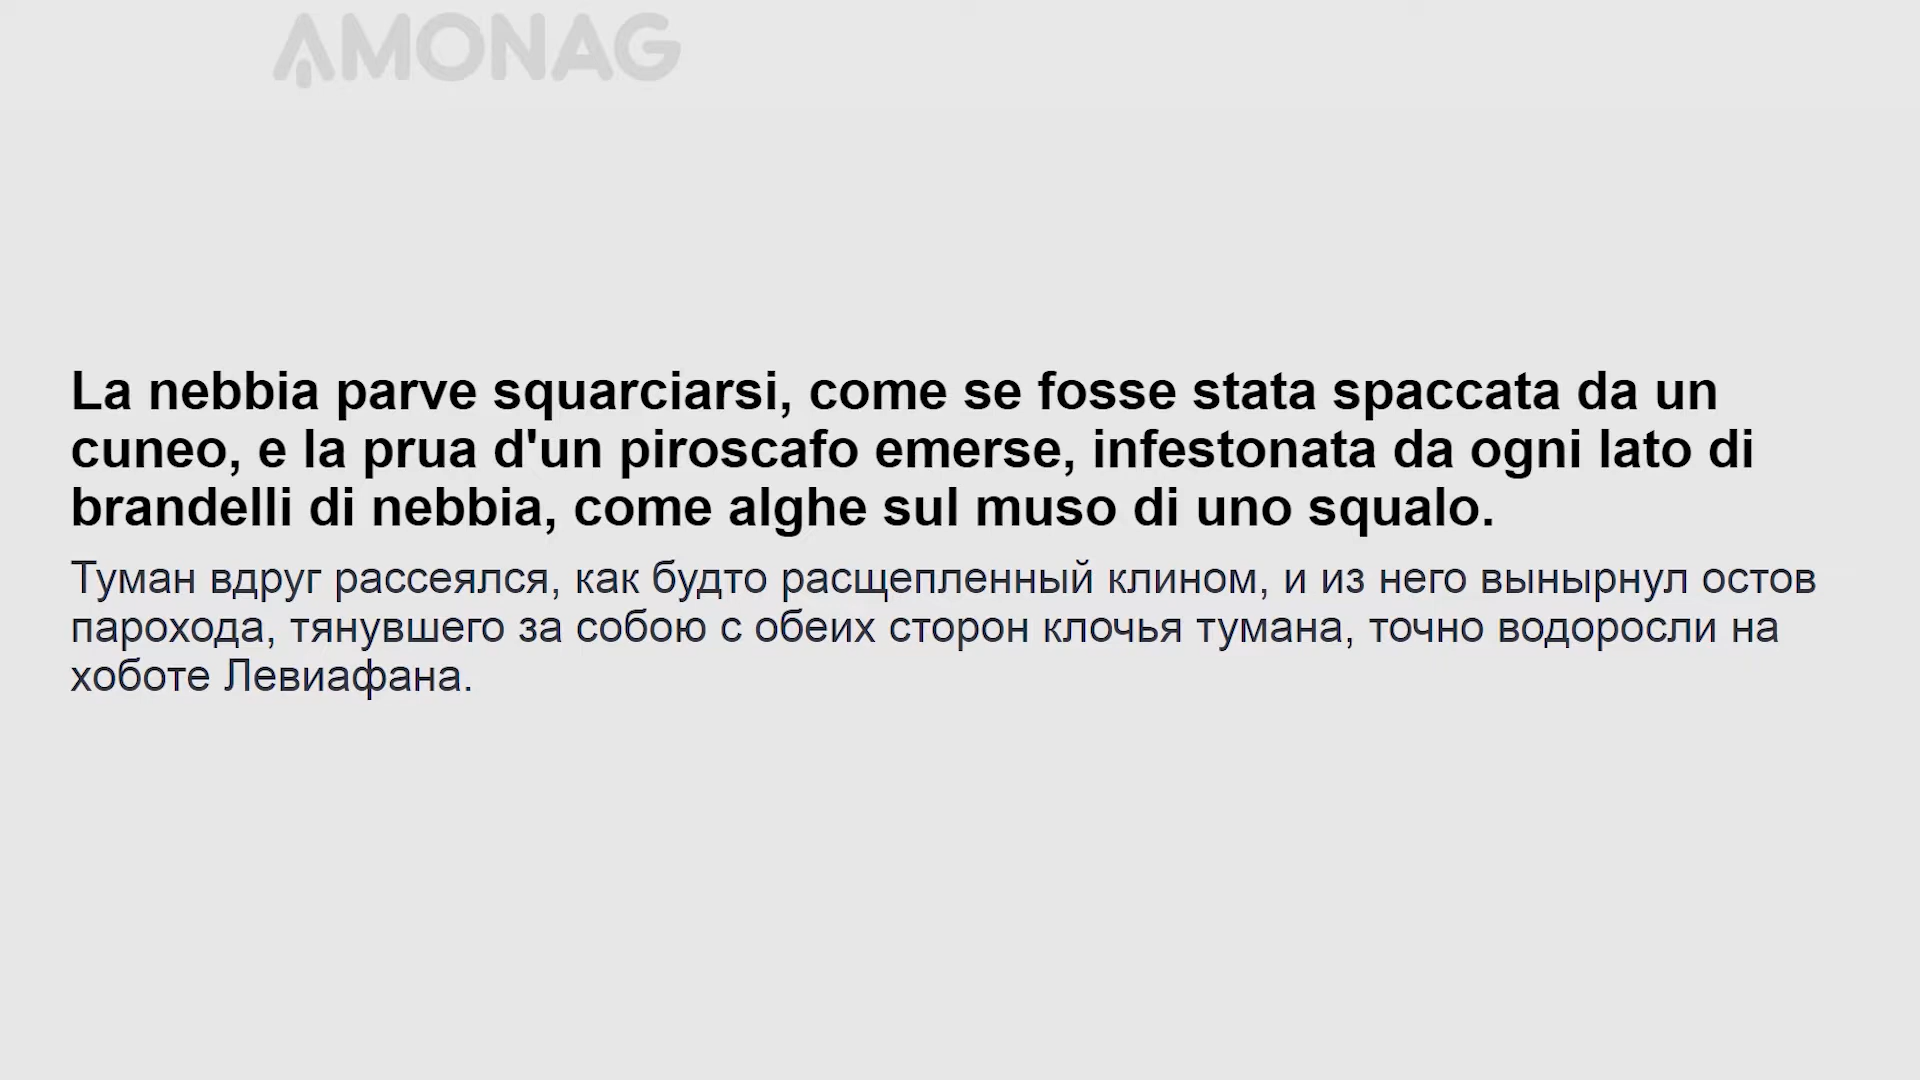 AMONAG
La nebbia parve squarciarsi, come se fosse stata spaccata da un
cuneo, e la prua d'un piroscafo emerse, infestonata da ogni lato di
brandelli di nebbia, come alghe sul muso di uno squalo.
Туман вдруг рассеялся, как будто расщепленный клином, и из него вынырнул остов
парохода, тянувшего за собою с обеих сторон клочья тумана, точно водоросли на
хоботе Левиафана.